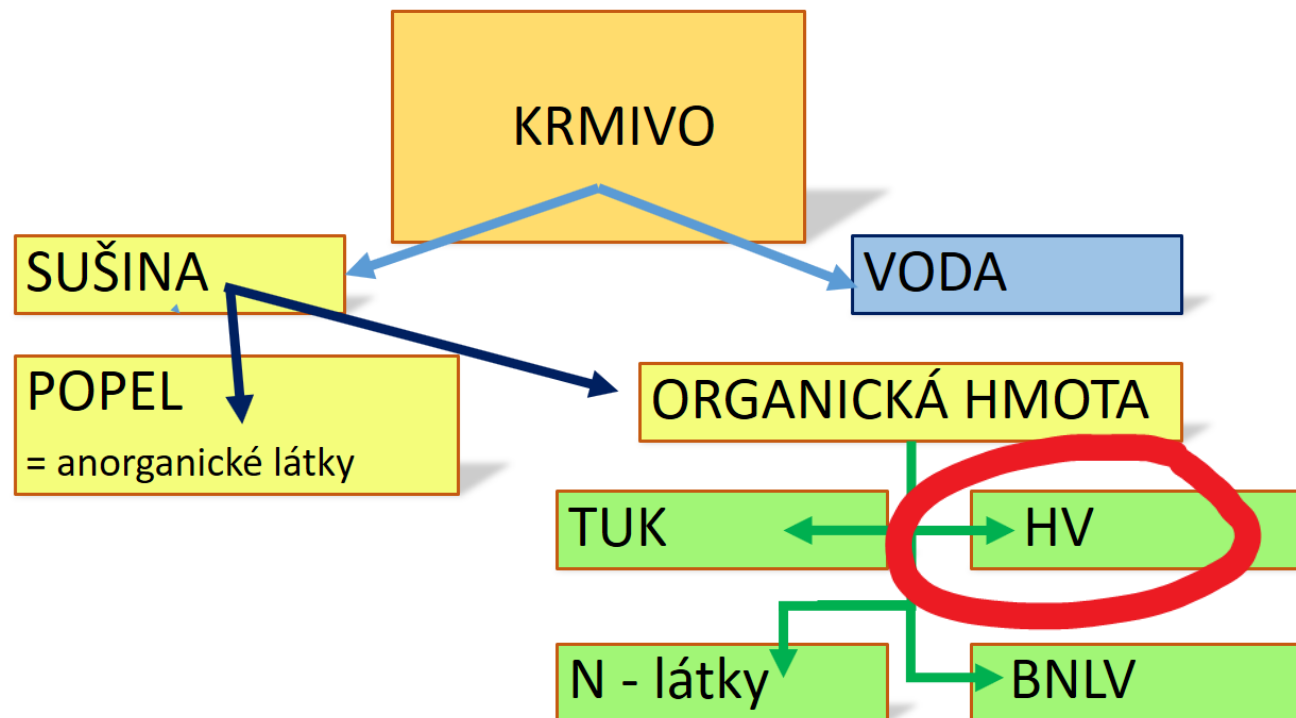 KRMIVO
SUŠINA
VODA
POPEL
= anorganické látky
ORGANICKÁ HMOTA
TUK
HV
N - látky
BNLV